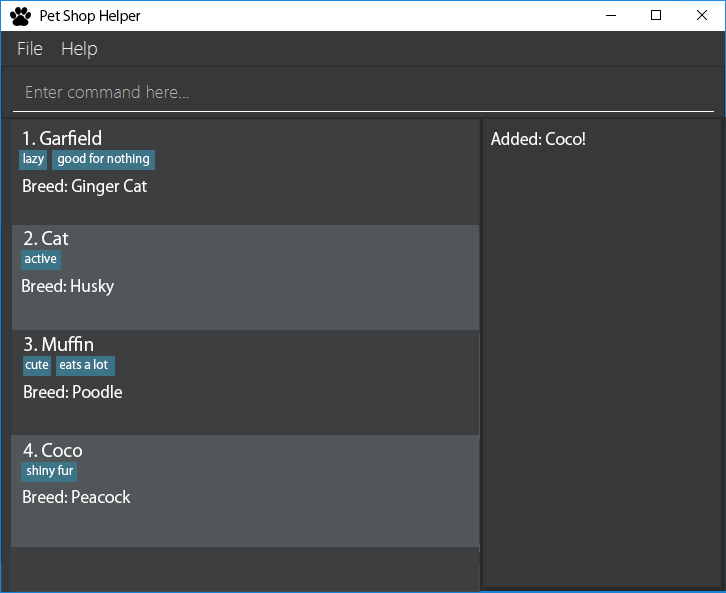 Pet Shop Helper
File Help
Enter command here...
1. Garfield
lazy good for nothing
Breed: Ginger Cat
2. Cat
active
Breed: Husky
3. Muffin
cute eats a lot
Breed: Poodle
4. Coco
shiny fur
Breed: Peacock
Added: Coco!